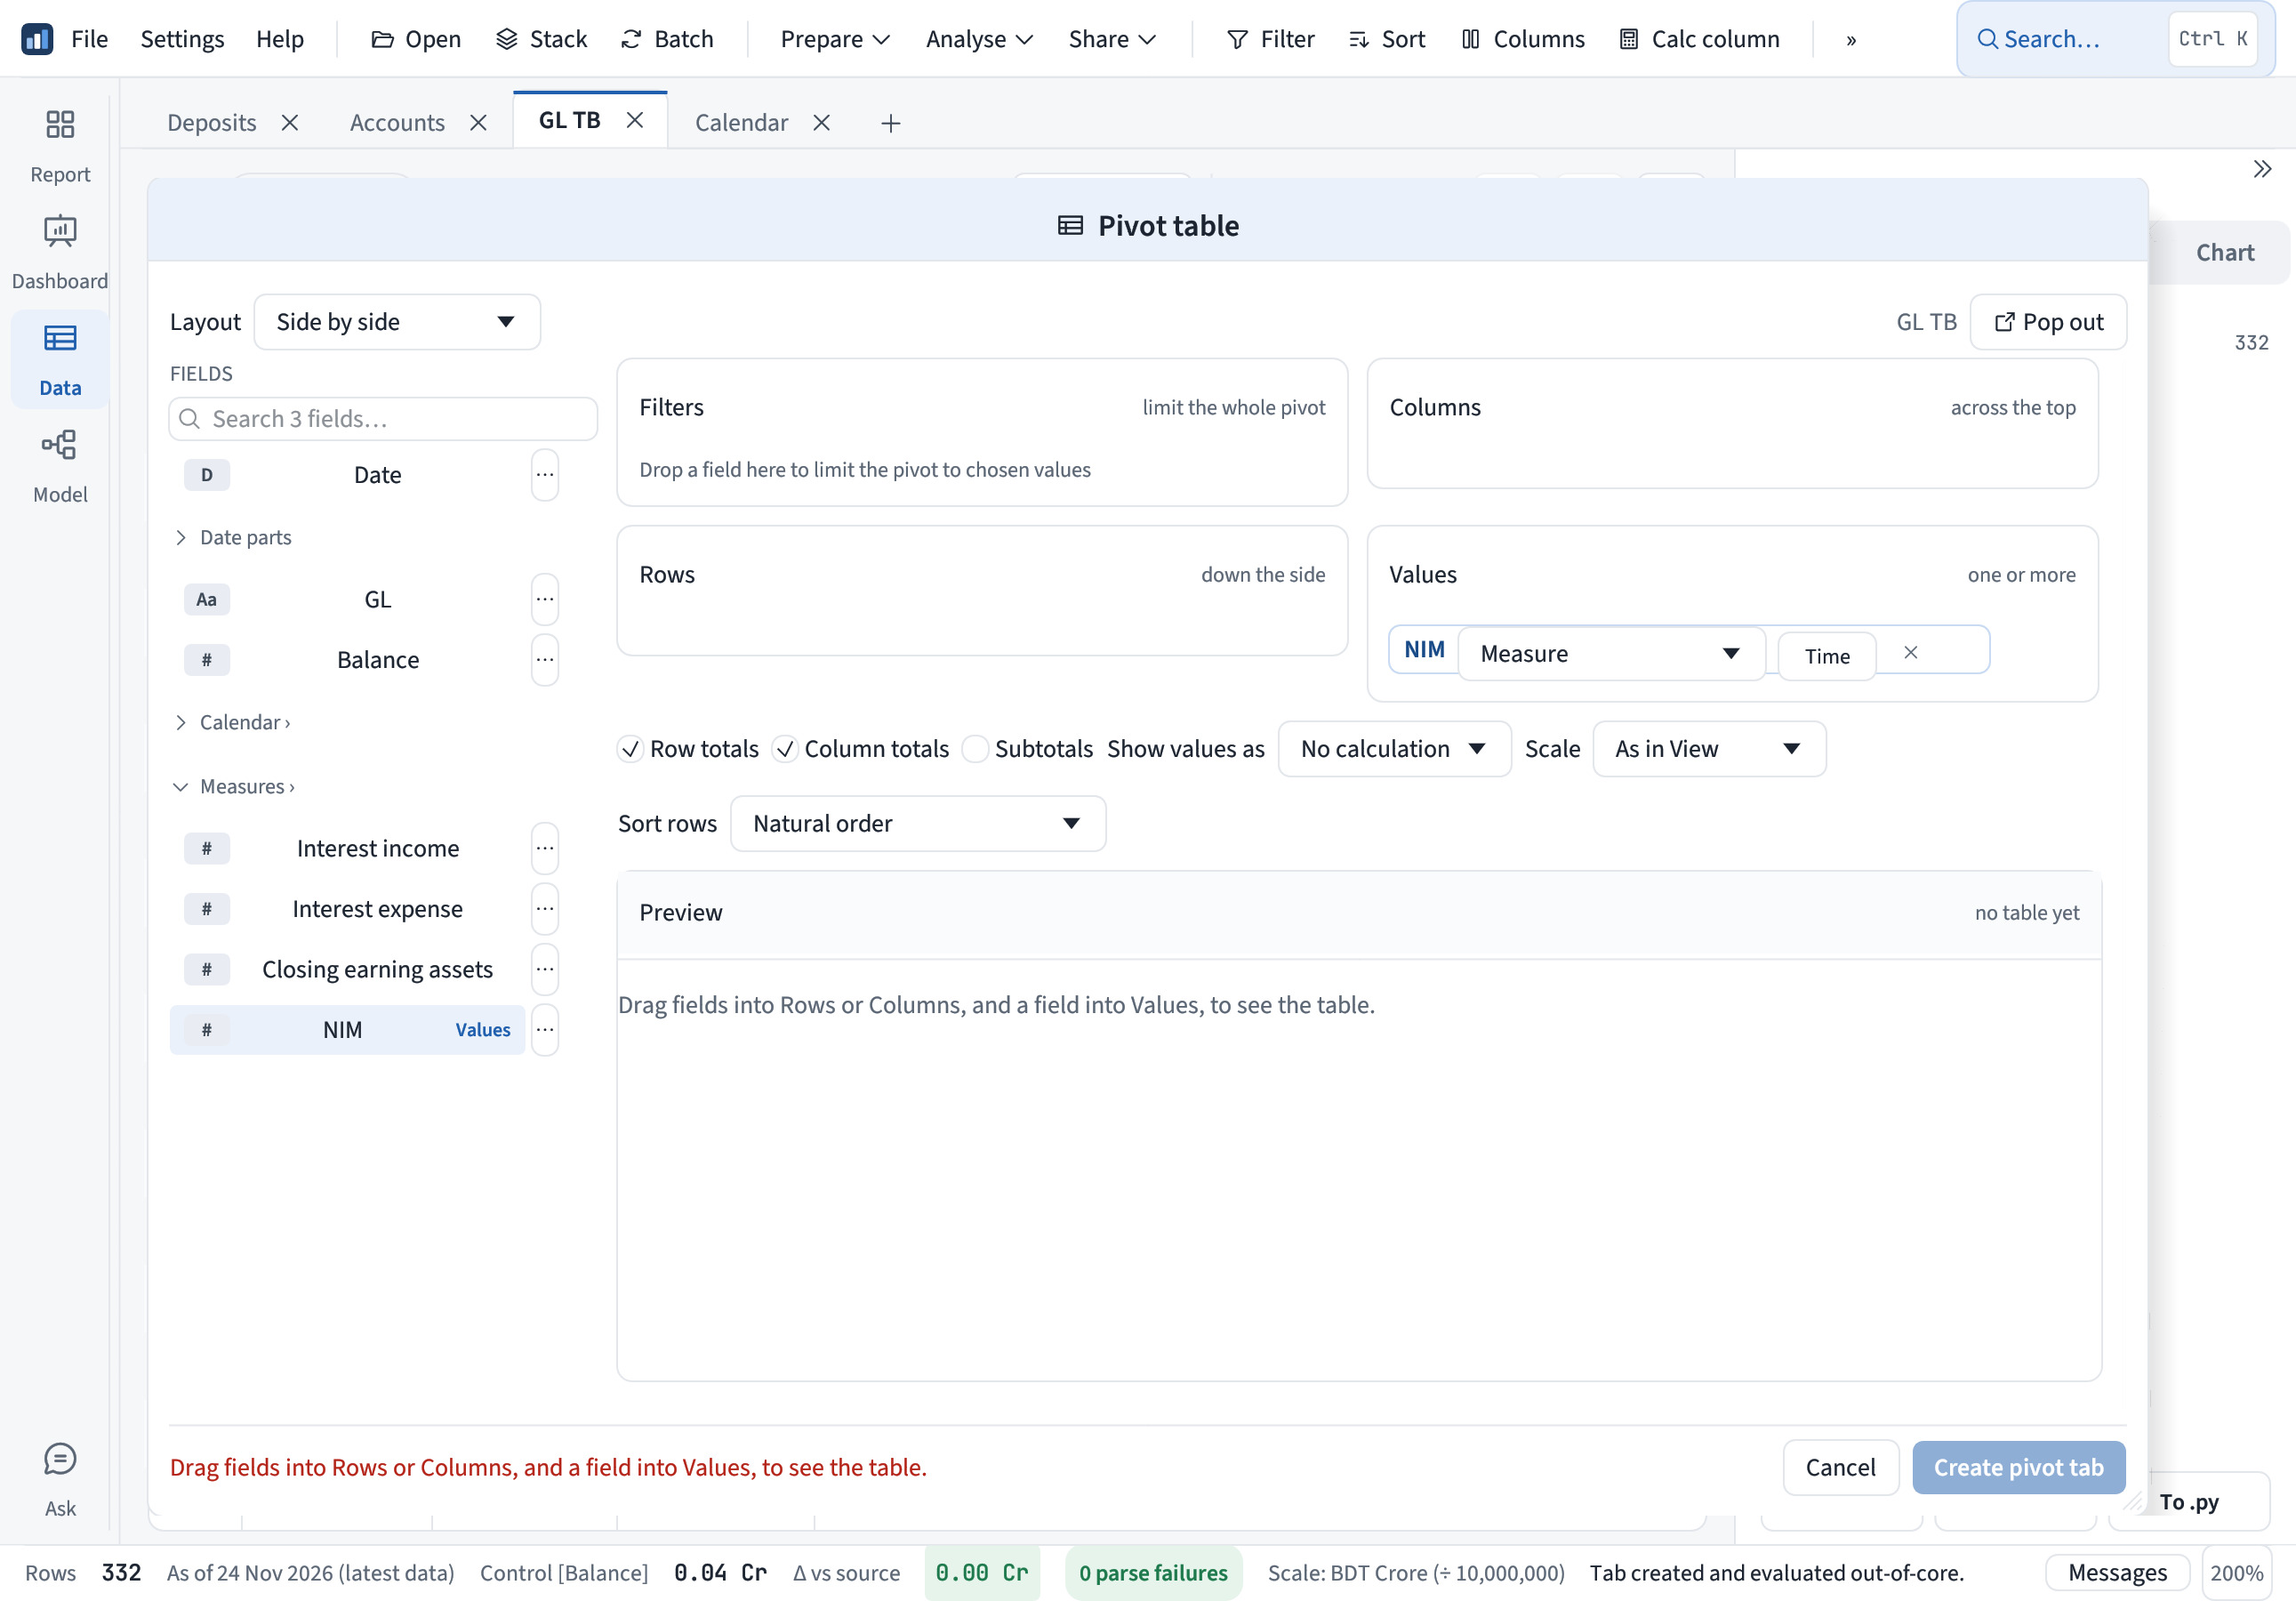 File Settings Help Open Stack Batch Prepare Analyse Share Filter Sort Columns Calc column » Search… Ctrl K
Deposits Accounts GL TB Calendar
Report
Dashboard
Data
Model
Ask
Pivot table
Chart
332
Layout Side by side GL TB Pop out
FIELDS
Search 3 fields…
D Date ...
Date parts
Aa GL ...
# Balance ...
Calendar ›
Measures ›
# Interest income ...
# Interest expense ...
# Closing earning assets ...
# NIM Values ...
Filters limit the whole pivot
Drop a field here to limit the pivot to chosen values
Columns across the top
Rows down the side
Values one or more
NIM Measure Time
Row totals Column totals Subtotals Show values as No calculation Scale As in View
Sort rows Natural order
Preview no table yet
Drag fields into Rows or Columns, and a field into Values, to see the table.
Drag fields into Rows or Columns, and a field into Values, to see the table.
Cancel Create pivot tab
To .py
Rows 332 As of 24 Nov 2026 (latest data) Control [Balance] 0.04 Cr Δ vs source 0.00 Cr 0 parse failures Scale: BDT Crore (÷ 10,000,000) Tab created and evaluated out-of-core. Messages 200%